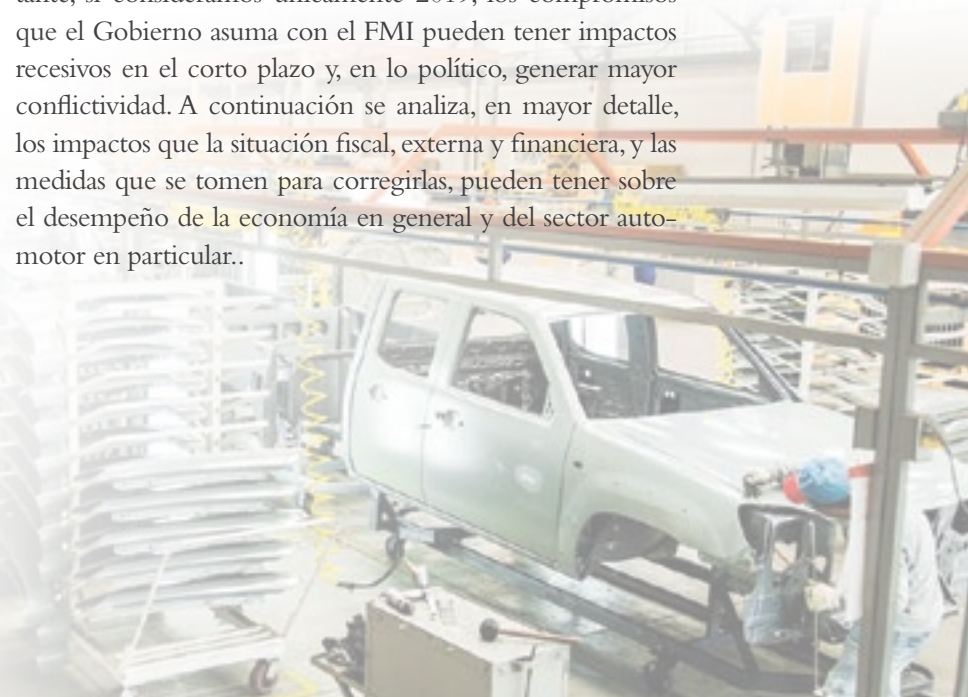 tante, si consideramos únicamente 2019, los compromisos
que el Gobierno asuma con el FMI pueden tener impactos
recesivos en el corto plazo y, en lo político, generar mayor
conflictividad. A continuación se analiza, en mayor detalle,
los impactos que la situación fiscal, externa y financiera, y las
medidas que se tomen para corregirlas, pueden tener sobre
el desempeño de la economía en general y del sector auto-
motor en particular..